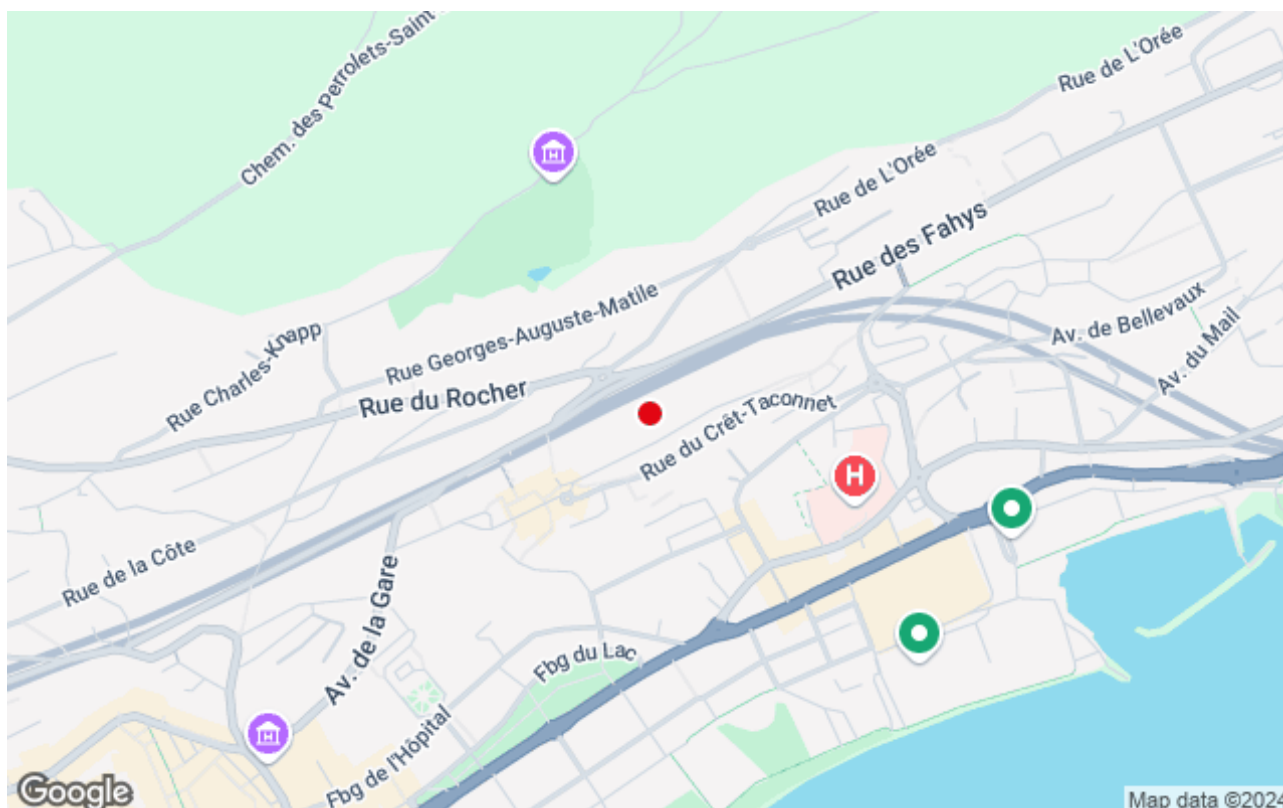 Chem. des Perrolets-Saint
Rue de L'Orée
Rue de L'Orée
Rue des Fahys
Rue Georges-Auguste-Matile
Rue Charles-Knapp
Av. de Bellevaux
Av. du Mail
Rue du Rocher
Rue du Crêt-Taconnet
H
Rue de la Côte
Av. de la Gare
Fbg du Lac
Fbg de l'Hôpital
Google
Map data ©2024